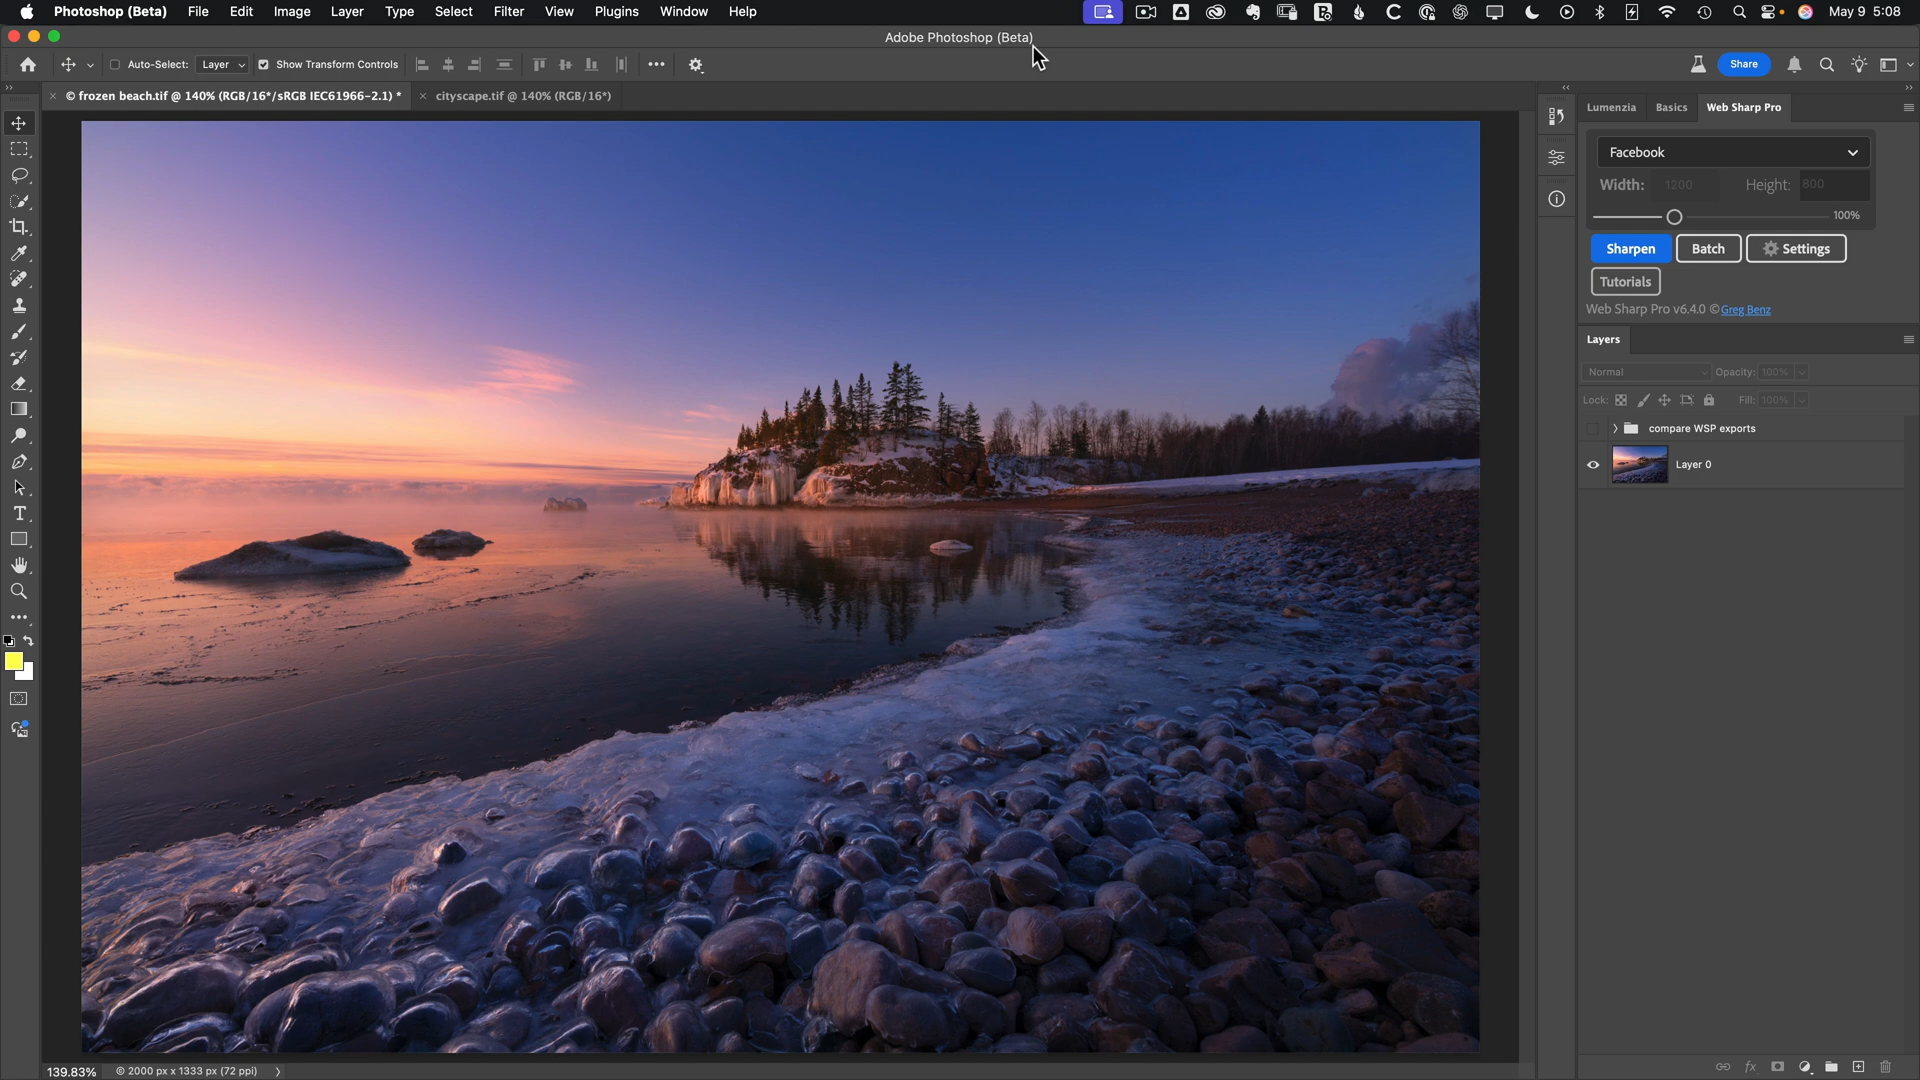 Photoshop (Beta) File Edit Image Layer Type Select Filter View Plugins Window Help May 9 5:08
Adobe Photoshop (Beta)
Auto-Select: Layer Show Transform Controls Share
© frozen beach.tif @ 140% (RGB/16*/sRGB IEC61966-2.1) * cityscape.tif @ 140% (RGB/16*)
Lumenzia Basics Web Sharp Pro
Facebook
Width: 1200 Height: 800
100%
Sharpen Batch Settings
Tutorials
Web Sharp Pro v6.4.0 © Greg Benz
Layers
Normal Opacity: 100%
Lock: Fill: 100%
compare WSP exports
Layer 0
139.83% © 2000 px x 1333 px (72 ppi)